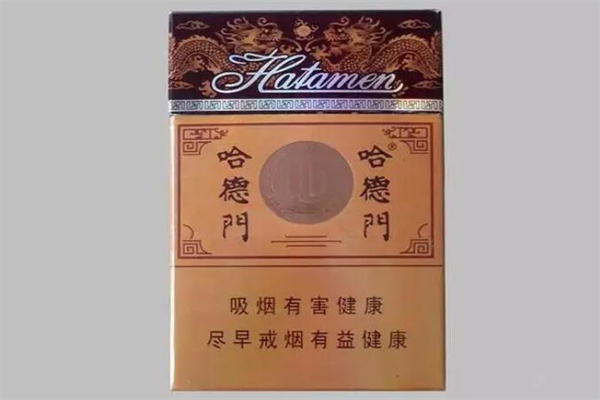 Hatamen
哈德門
哈德門®
吸烟有害健康
尽早戒烟有益健康